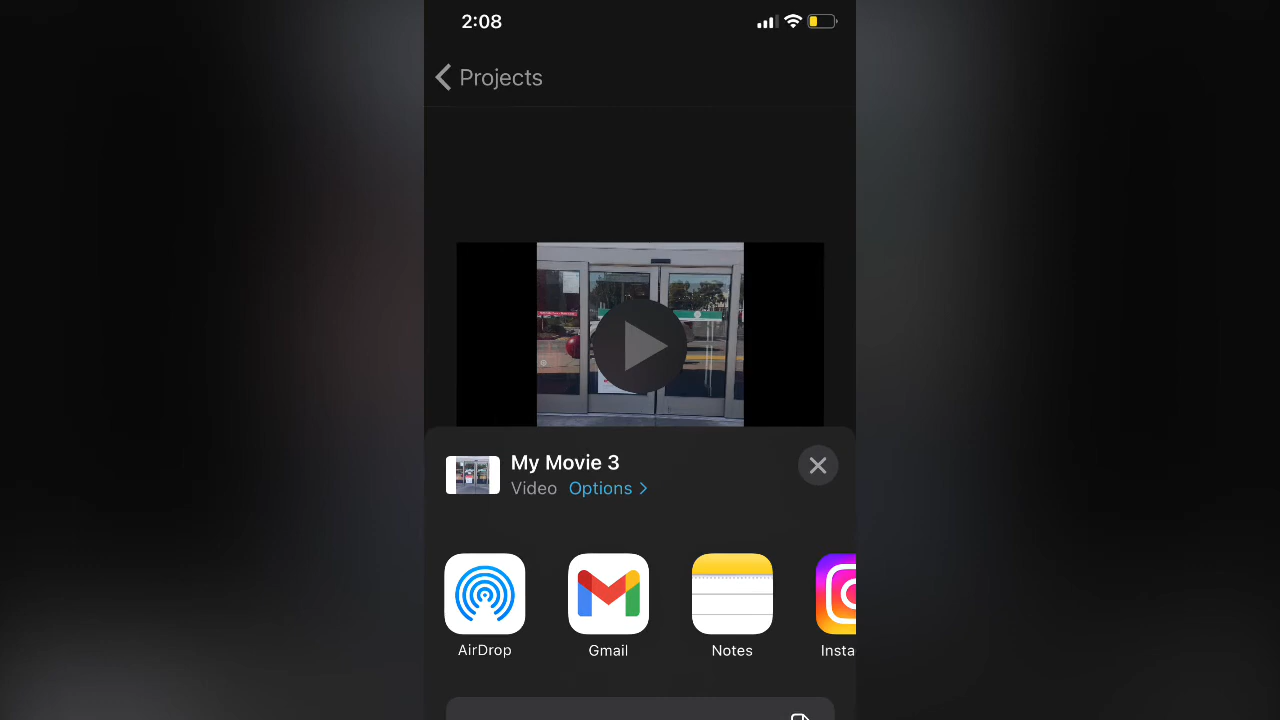 2:08
Projects
My Movie 3
Video Options >
AirDrop
Gmail
Notes
Insta